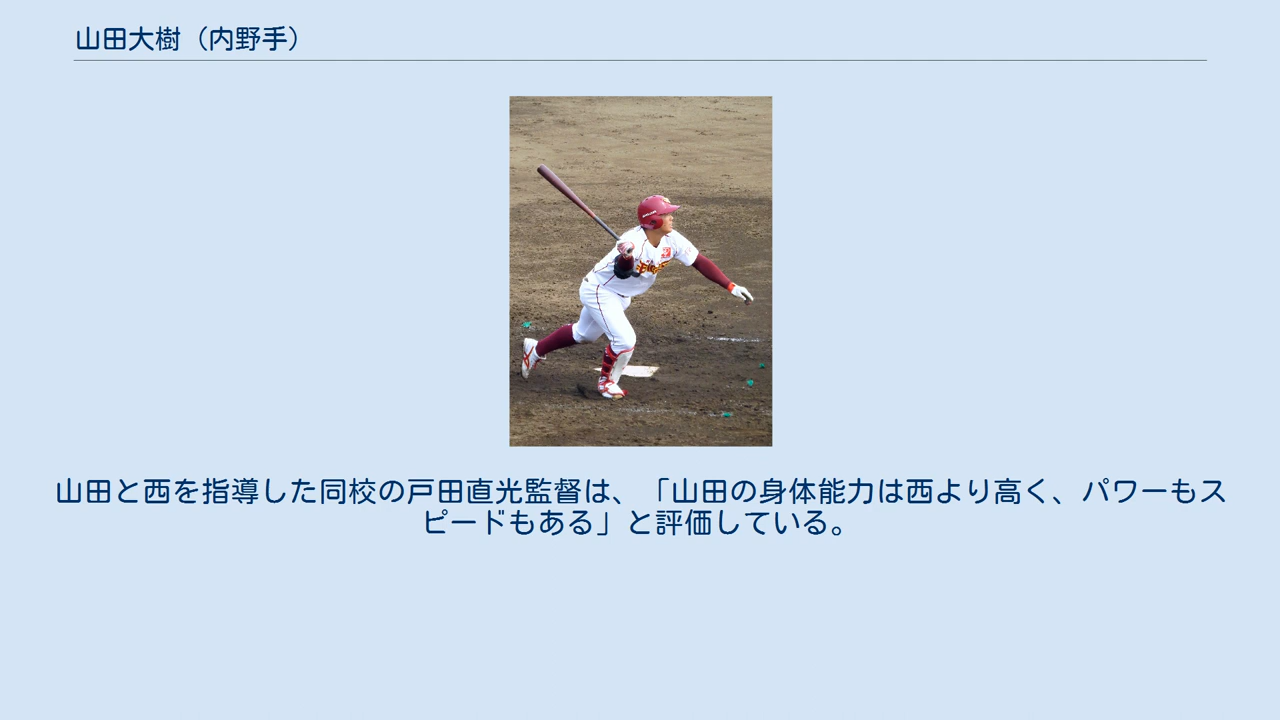 山田大樹（内野手）
山田と西を指導した同校の戸田直光監督は、「山田の身体能力は西より高く、パワーもス
ピードもある」と評価している。